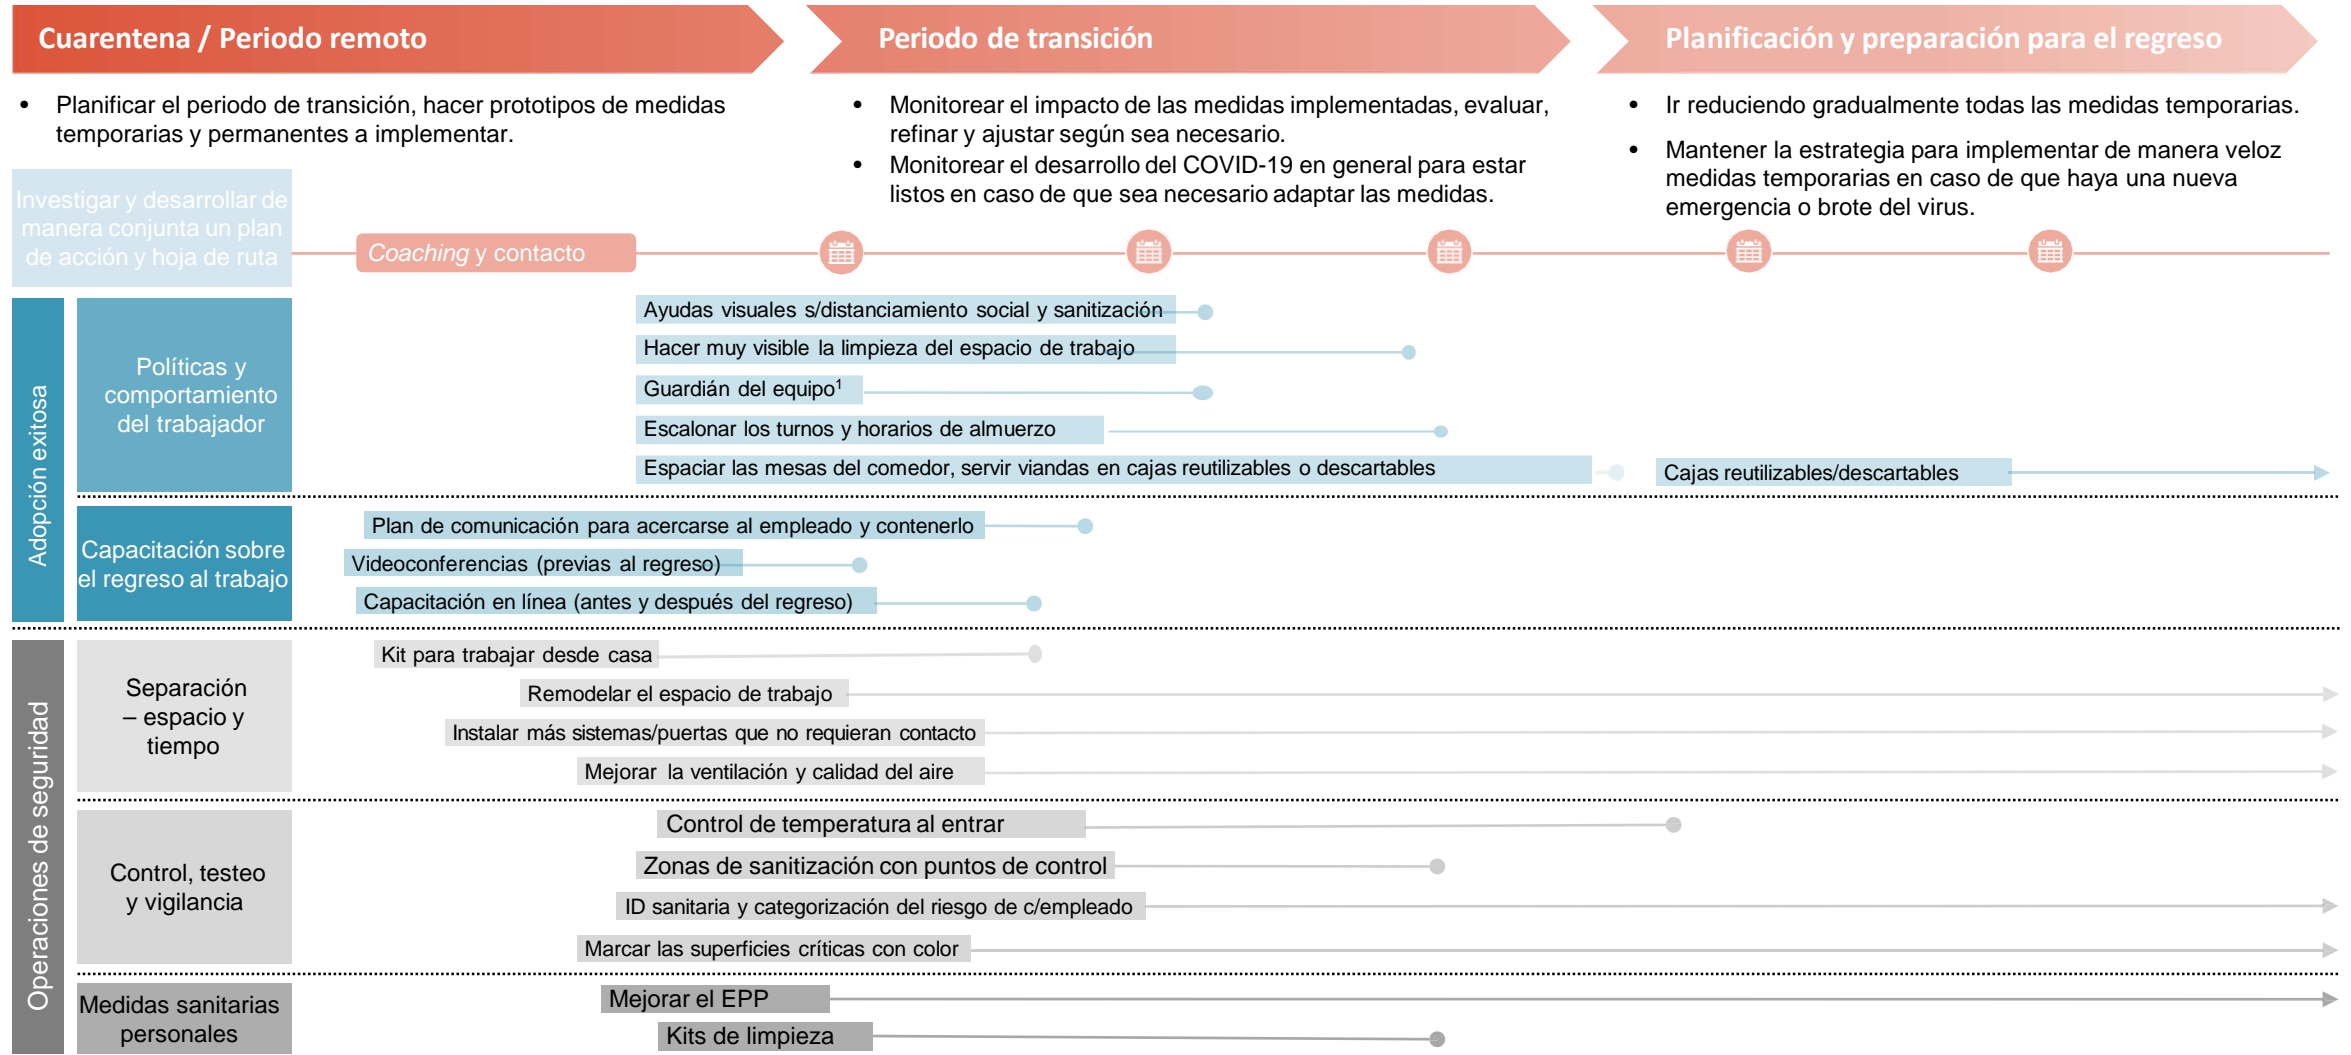 Cuarentena / Periodo remoto
Periodo de transición
Planificación y preparación para el regreso
• Planificar el periodo de transición, hacer prototipos de medidas
temporarias y permanentes a implementar.
• Monitorear el impacto de las medidas implementadas, evaluar,
refinar y ajustar según sea necesario.
• Monitorear el desarrollo del COVID-19 en general para estar
listos en caso de que sea necesario adaptar las medidas.
• Ir reduciendo gradualmente todas las medidas temporarias.
• Mantener la estrategia para implementar de manera veloz
medidas temporarias en caso de que haya una nueva
emergencia o brote del virus.
Investigar y desarrollar de
manera conjunta un plan
de acción y hoja de ruta
Coaching y contacto
Adopción exitosa
Políticas y
comportamiento
del trabajador
Ayudas visuales s/distanciamiento social y sanitización
Hacer muy visible la limpieza del espacio de trabajo
Guardián del equipo¹
Escalonar los turnos y horarios de almuerzo
Espaciar las mesas del comedor, servir viandas en cajas reutilizables o descartables
Cajas reutilizables/descartables
Capacitación sobre
el regreso al trabajo
Plan de comunicación para acercarse al empleado y contenerlo
Videoconferencias (previas al regreso)
Capacitación en línea (antes y después del regreso)
Operaciones de seguridad
Separación
– espacio y
tiempo
Kit para trabajar desde casa
Remodelar el espacio de trabajo
Instalar más sistemas/puertas que no requieran contacto
Mejorar la ventilación y calidad del aire
Control, testeo
y vigilancia
Control de temperatura al entrar
Zonas de sanitización con puntos de control
ID sanitaria y categorización del riesgo de c/empleado
Marcar las superficies críticas con color
Medidas sanitarias
personales
Mejorar el EPP
Kits de limpieza